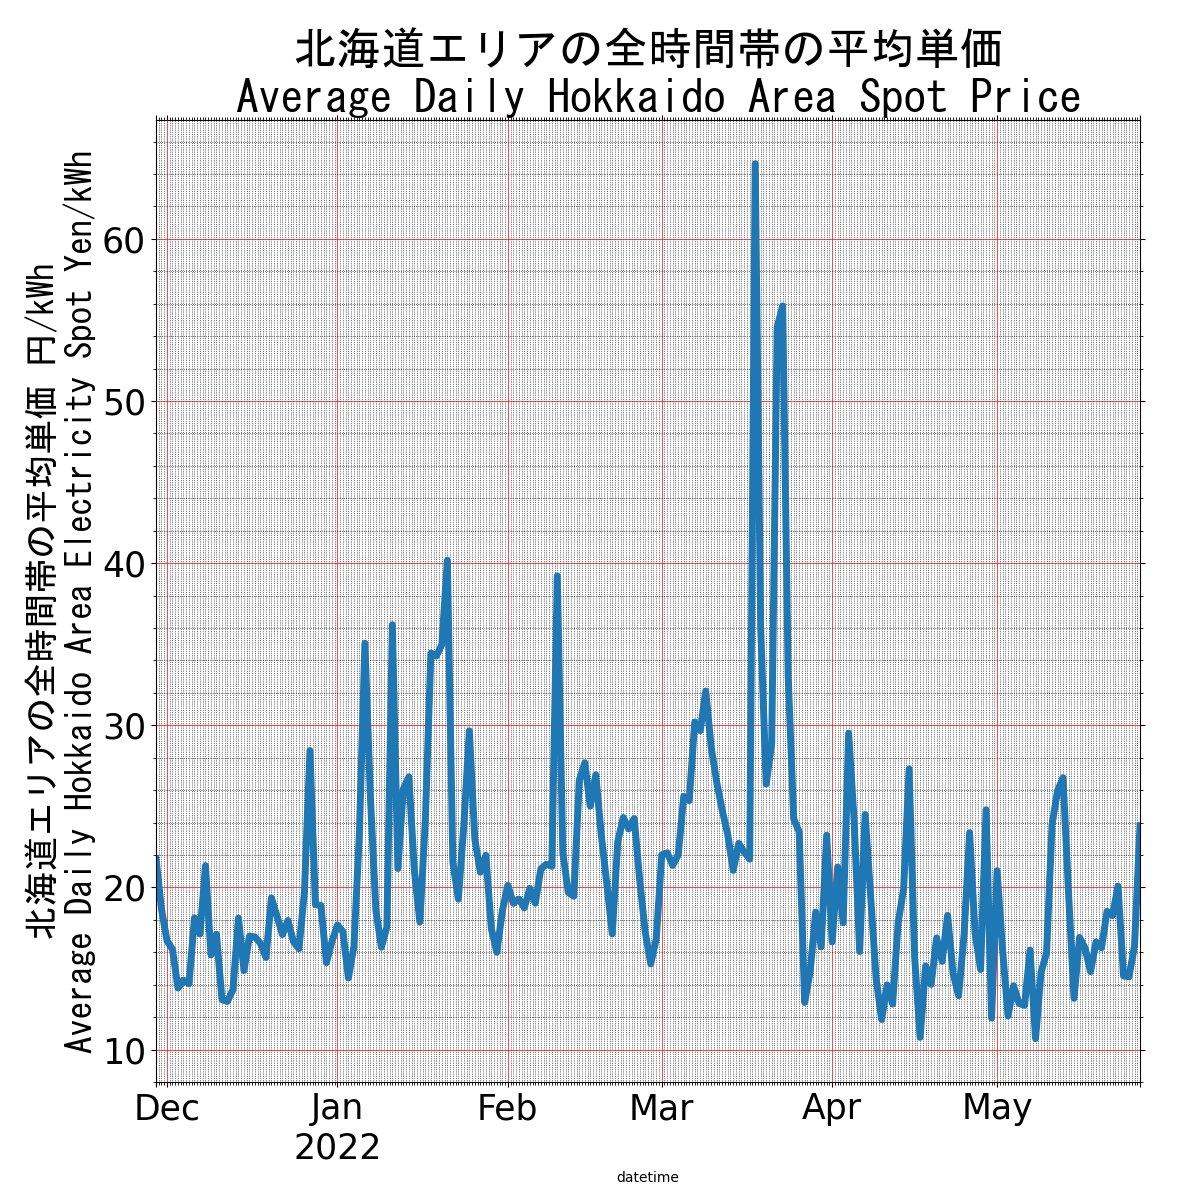 北海道エリアの全時間帯の平均単価
Average Daily Hokkaido Area Spot Price
北海道エリアの全時間帯の平均単価 円/kWh
Average Daily Hokkaido Area Electricity Spot Yen/kWh
60
50
40
30
20
10
Dec
Jan
2022
Feb
Mar
Apr
May
datetime